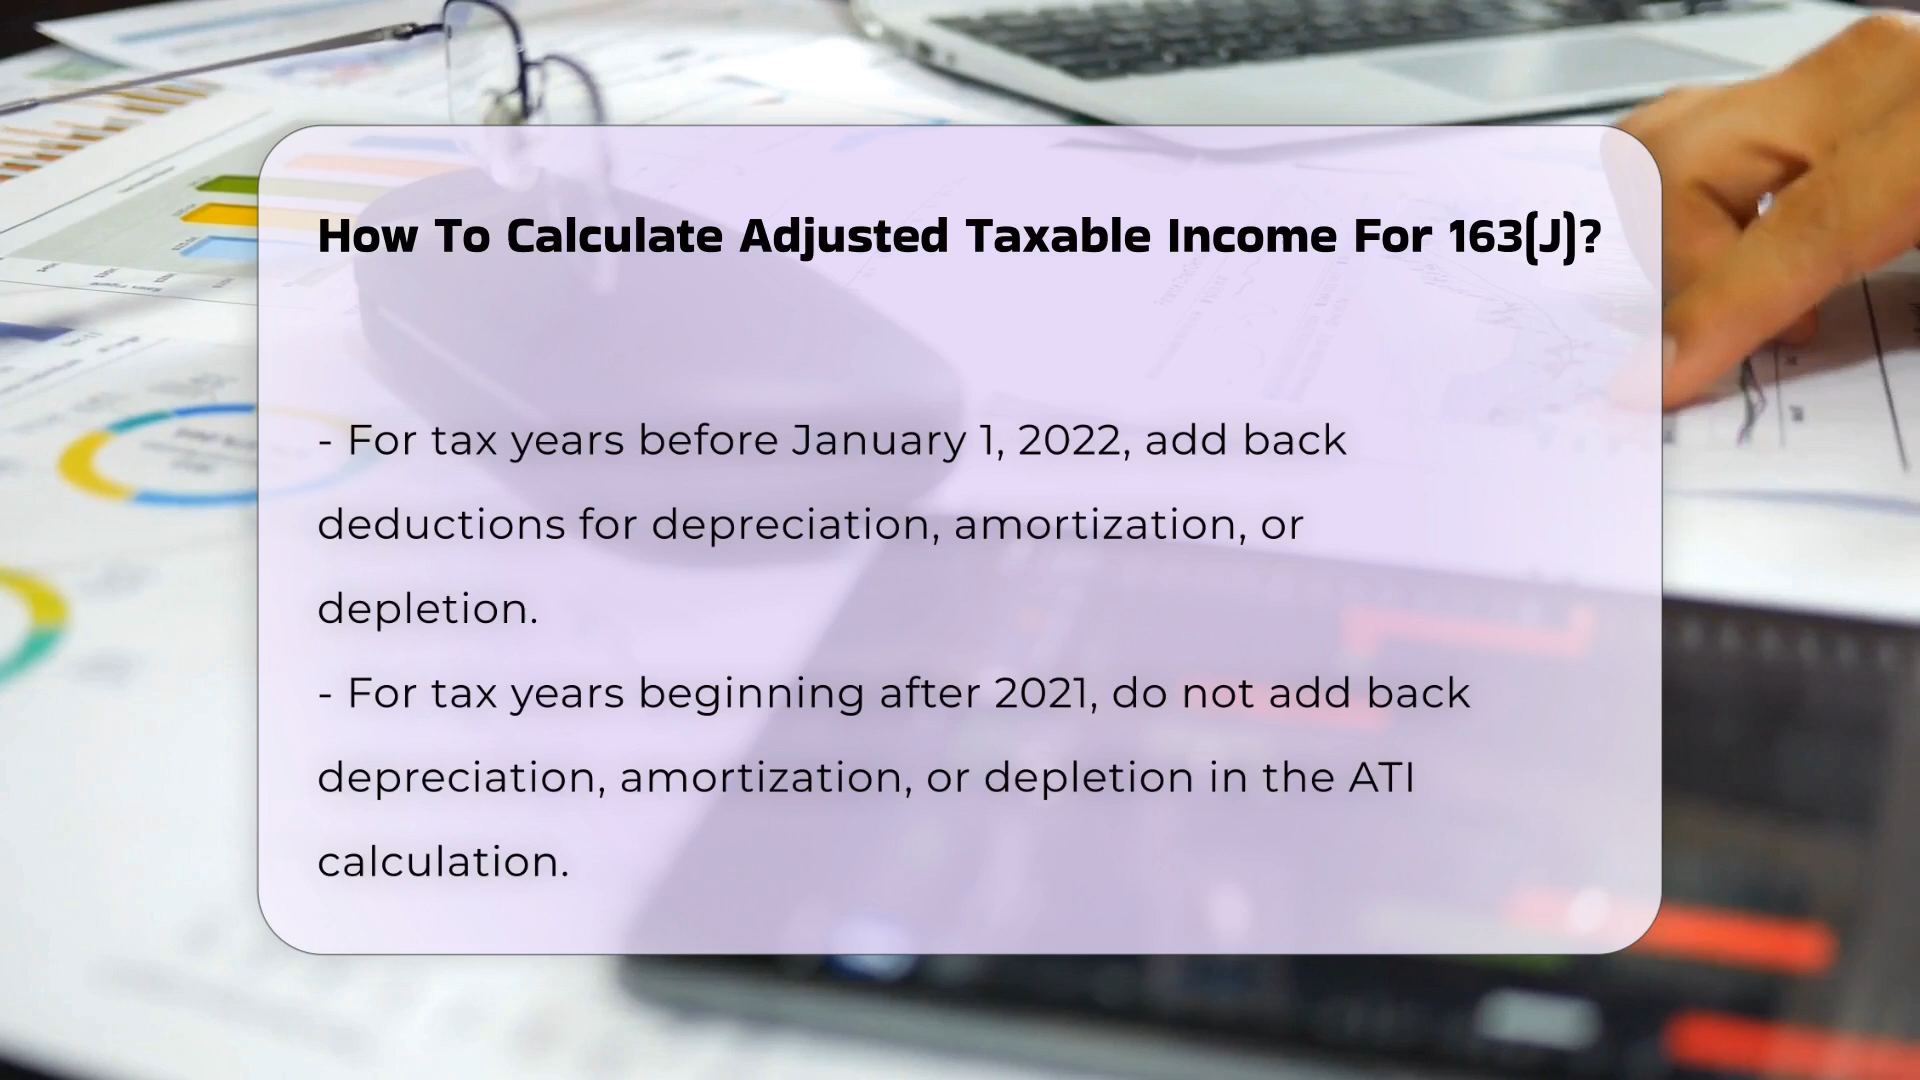 How To Calculate Adjusted Taxable Income For 163(J)?
- For tax years before January 1, 2022, add back
deductions for depreciation, amortization, or
depletion.
- For tax years beginning after 2021, do not add back
depreciation, amortization, or depletion in the ATI
calculation.